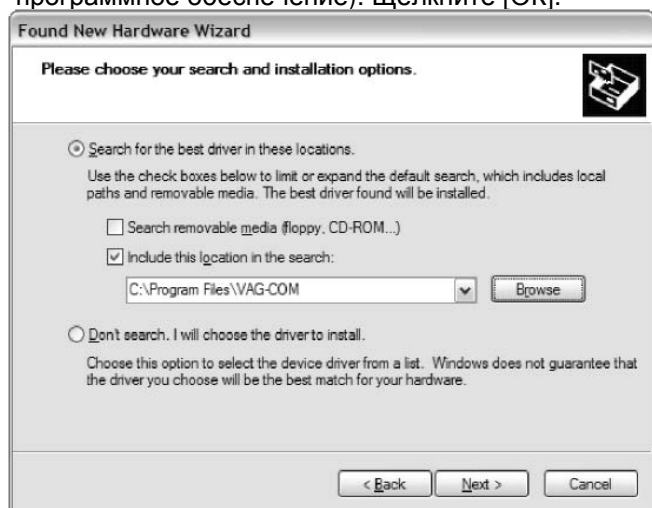 программное обеспечение). Щелкните [OK].
Found New Hardware Wizard
Please choose your search and installation options.
Search for the best driver in these locations.
Use the check boxes below to limit or expand the default search, which includes local
paths and removable media. The best driver found will be installed.
Search removable media (floppy, CD-ROM...)
Include this location in the search:
C:\Program Files\VAG-COM
Browse
Don't search. I will choose the driver to install.
Choose this option to select the device driver from a list. Windows does not guarantee that
the driver you choose will be the best match for your hardware.
< Back Next > Cancel